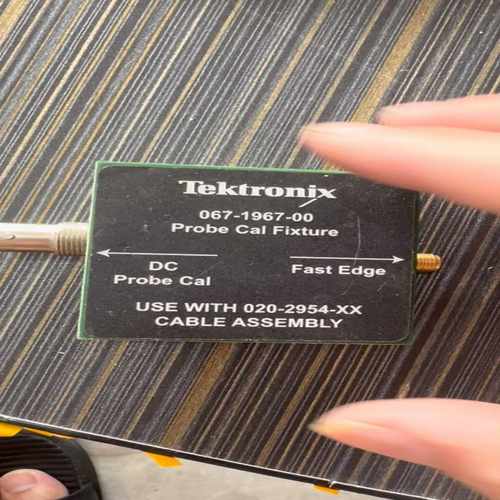 Tektronix
067-1967-00
Probe Cal Fixture
DC
Probe Cal
Fast Edge
USE WITH 020-2954-XX
CABLE ASSEMBLY